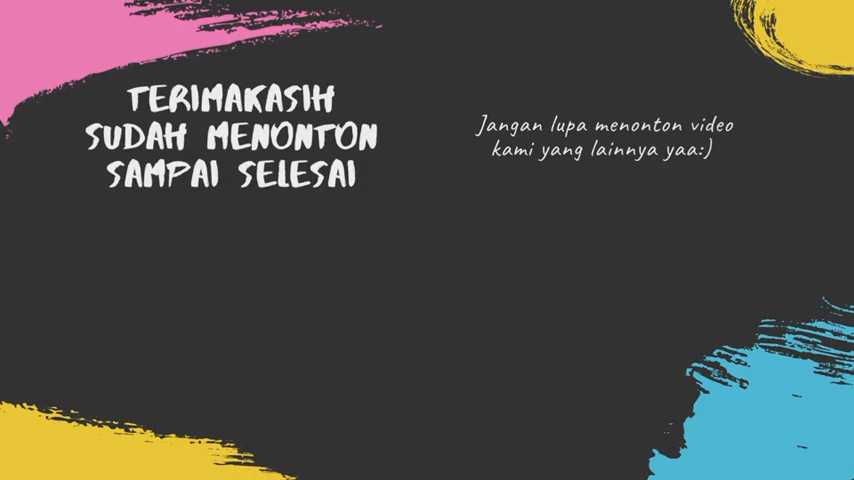 TERIMAKASIH
SUDAH MENONTON
SAMPAI SELESAI
Jangan lupa menonton video
kami yang lainnya yaa:)